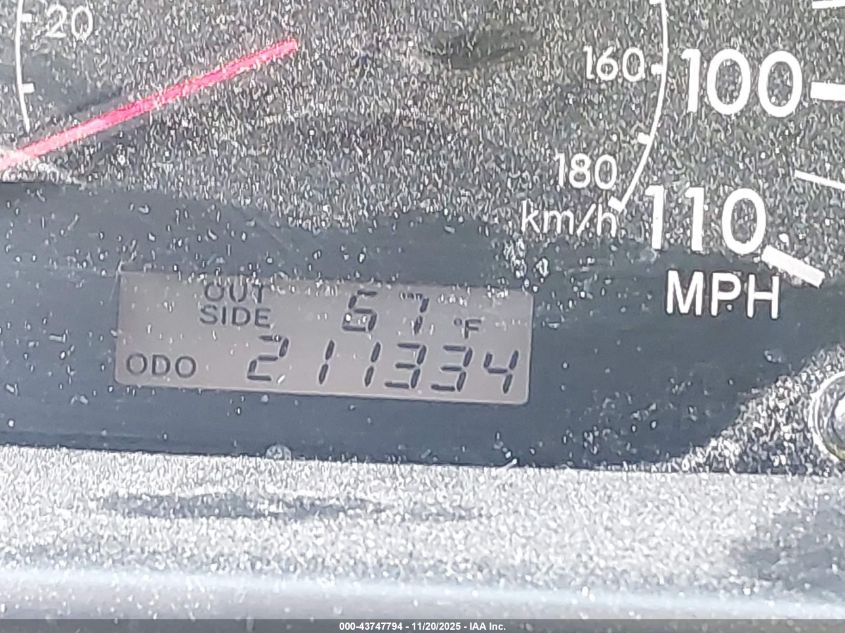 20
160
100
180
km/h
110
MPH
OUT
SIDE 67 °F
ODO 211334
000-43747794 - 11/20/2025 - IAA Inc.